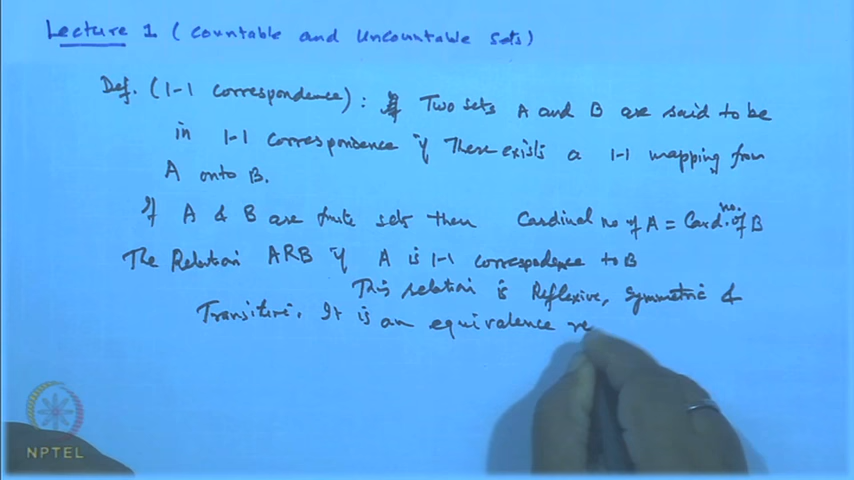 Lecture 1 (Countable and Uncountable sets)
Def. (1-1 correspondence): Two sets A and B are said to be
in 1-1 correspondence if there exists a 1-1 mapping from
A onto B.
If A & B are finite sets then Cardinal no of A = Card. no. of B
The Relation ARB if A is 1-1 correspondence to B
This relation is Reflexive, Symmetric &
Transitive. It is an equivalence re
NPTEL